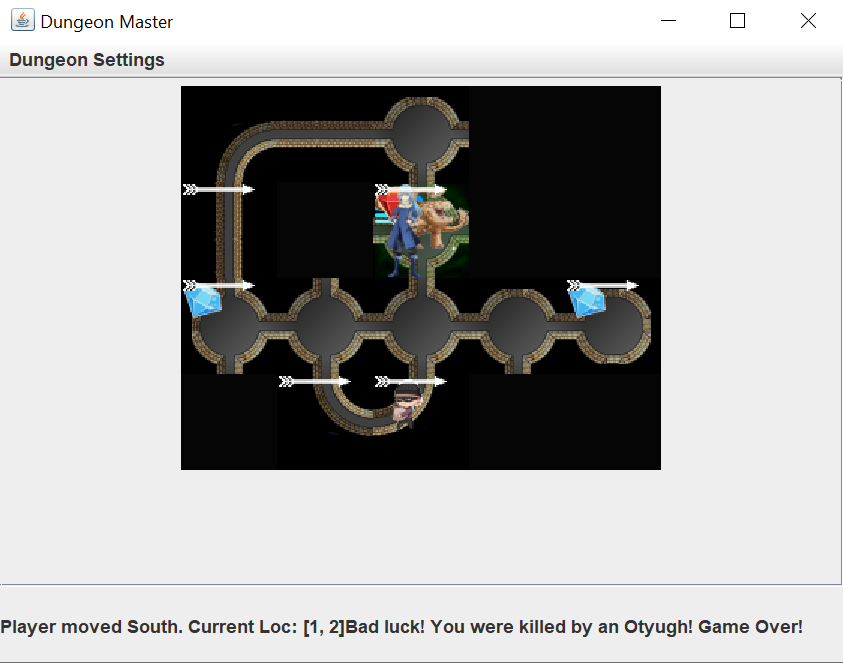 Dungeon Master
Dungeon Settings
Player moved South. Current Loc: [1, 2]Bad luck! You were killed by an Otyugh! Game Over!